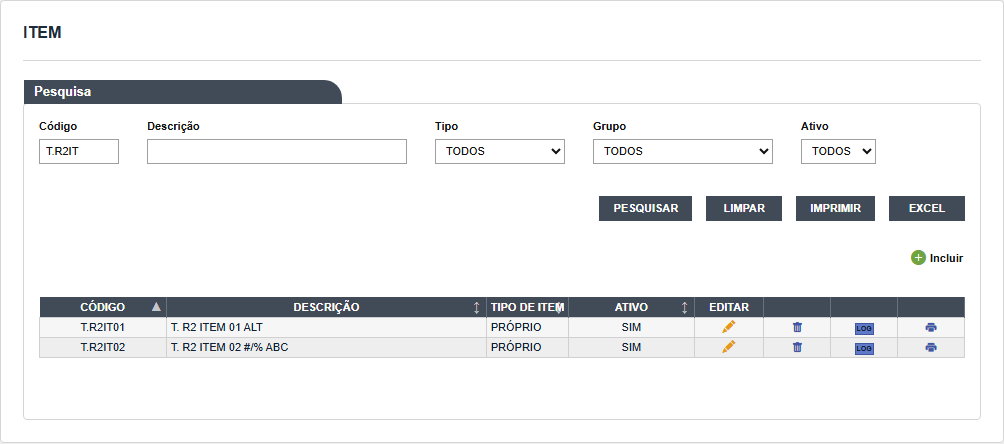 ITEM
Pesquisa
Código Descrição Tipo Grupo Ativo
T.R2IT TODOS TODOS TODOS
PESQUISAR LIMPAR IMPRIMIR EXCEL
Incluir
CÓDIGO DESCRIÇÃO TIPO DE ITEM ATIVO EDITAR
T.R2IT01 T. R2 ITEM 01 ALT PRÓPRIO SIM LOG
T.R2IT02 T. R2 ITEM 02 #/% ABC PRÓPRIO SIM LOG